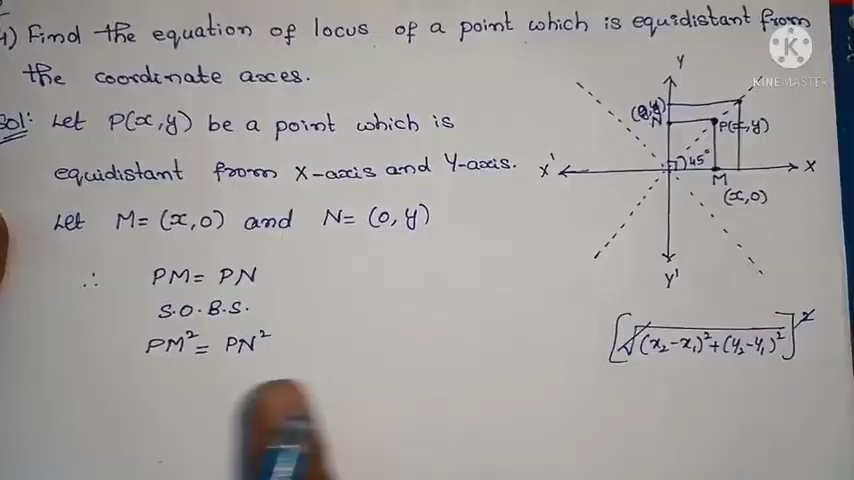 4) Find the equation of locus of a point which is equidistant from
the coordinate axes.
Sol: Let P(x,y) be a point which is
equidistant from X-axis and Y-axis.
Let M=(x,0) and N=(0,y)
∴ PM=PN
S.O.B.S.
PM²=PN²
K
KINEMASTER
Y
(0,y)
N
P(x,y)
45°
X'
X
M
(x,0)
Y'
[√(x₂-x₁)²+(y₂-y₁)²]²